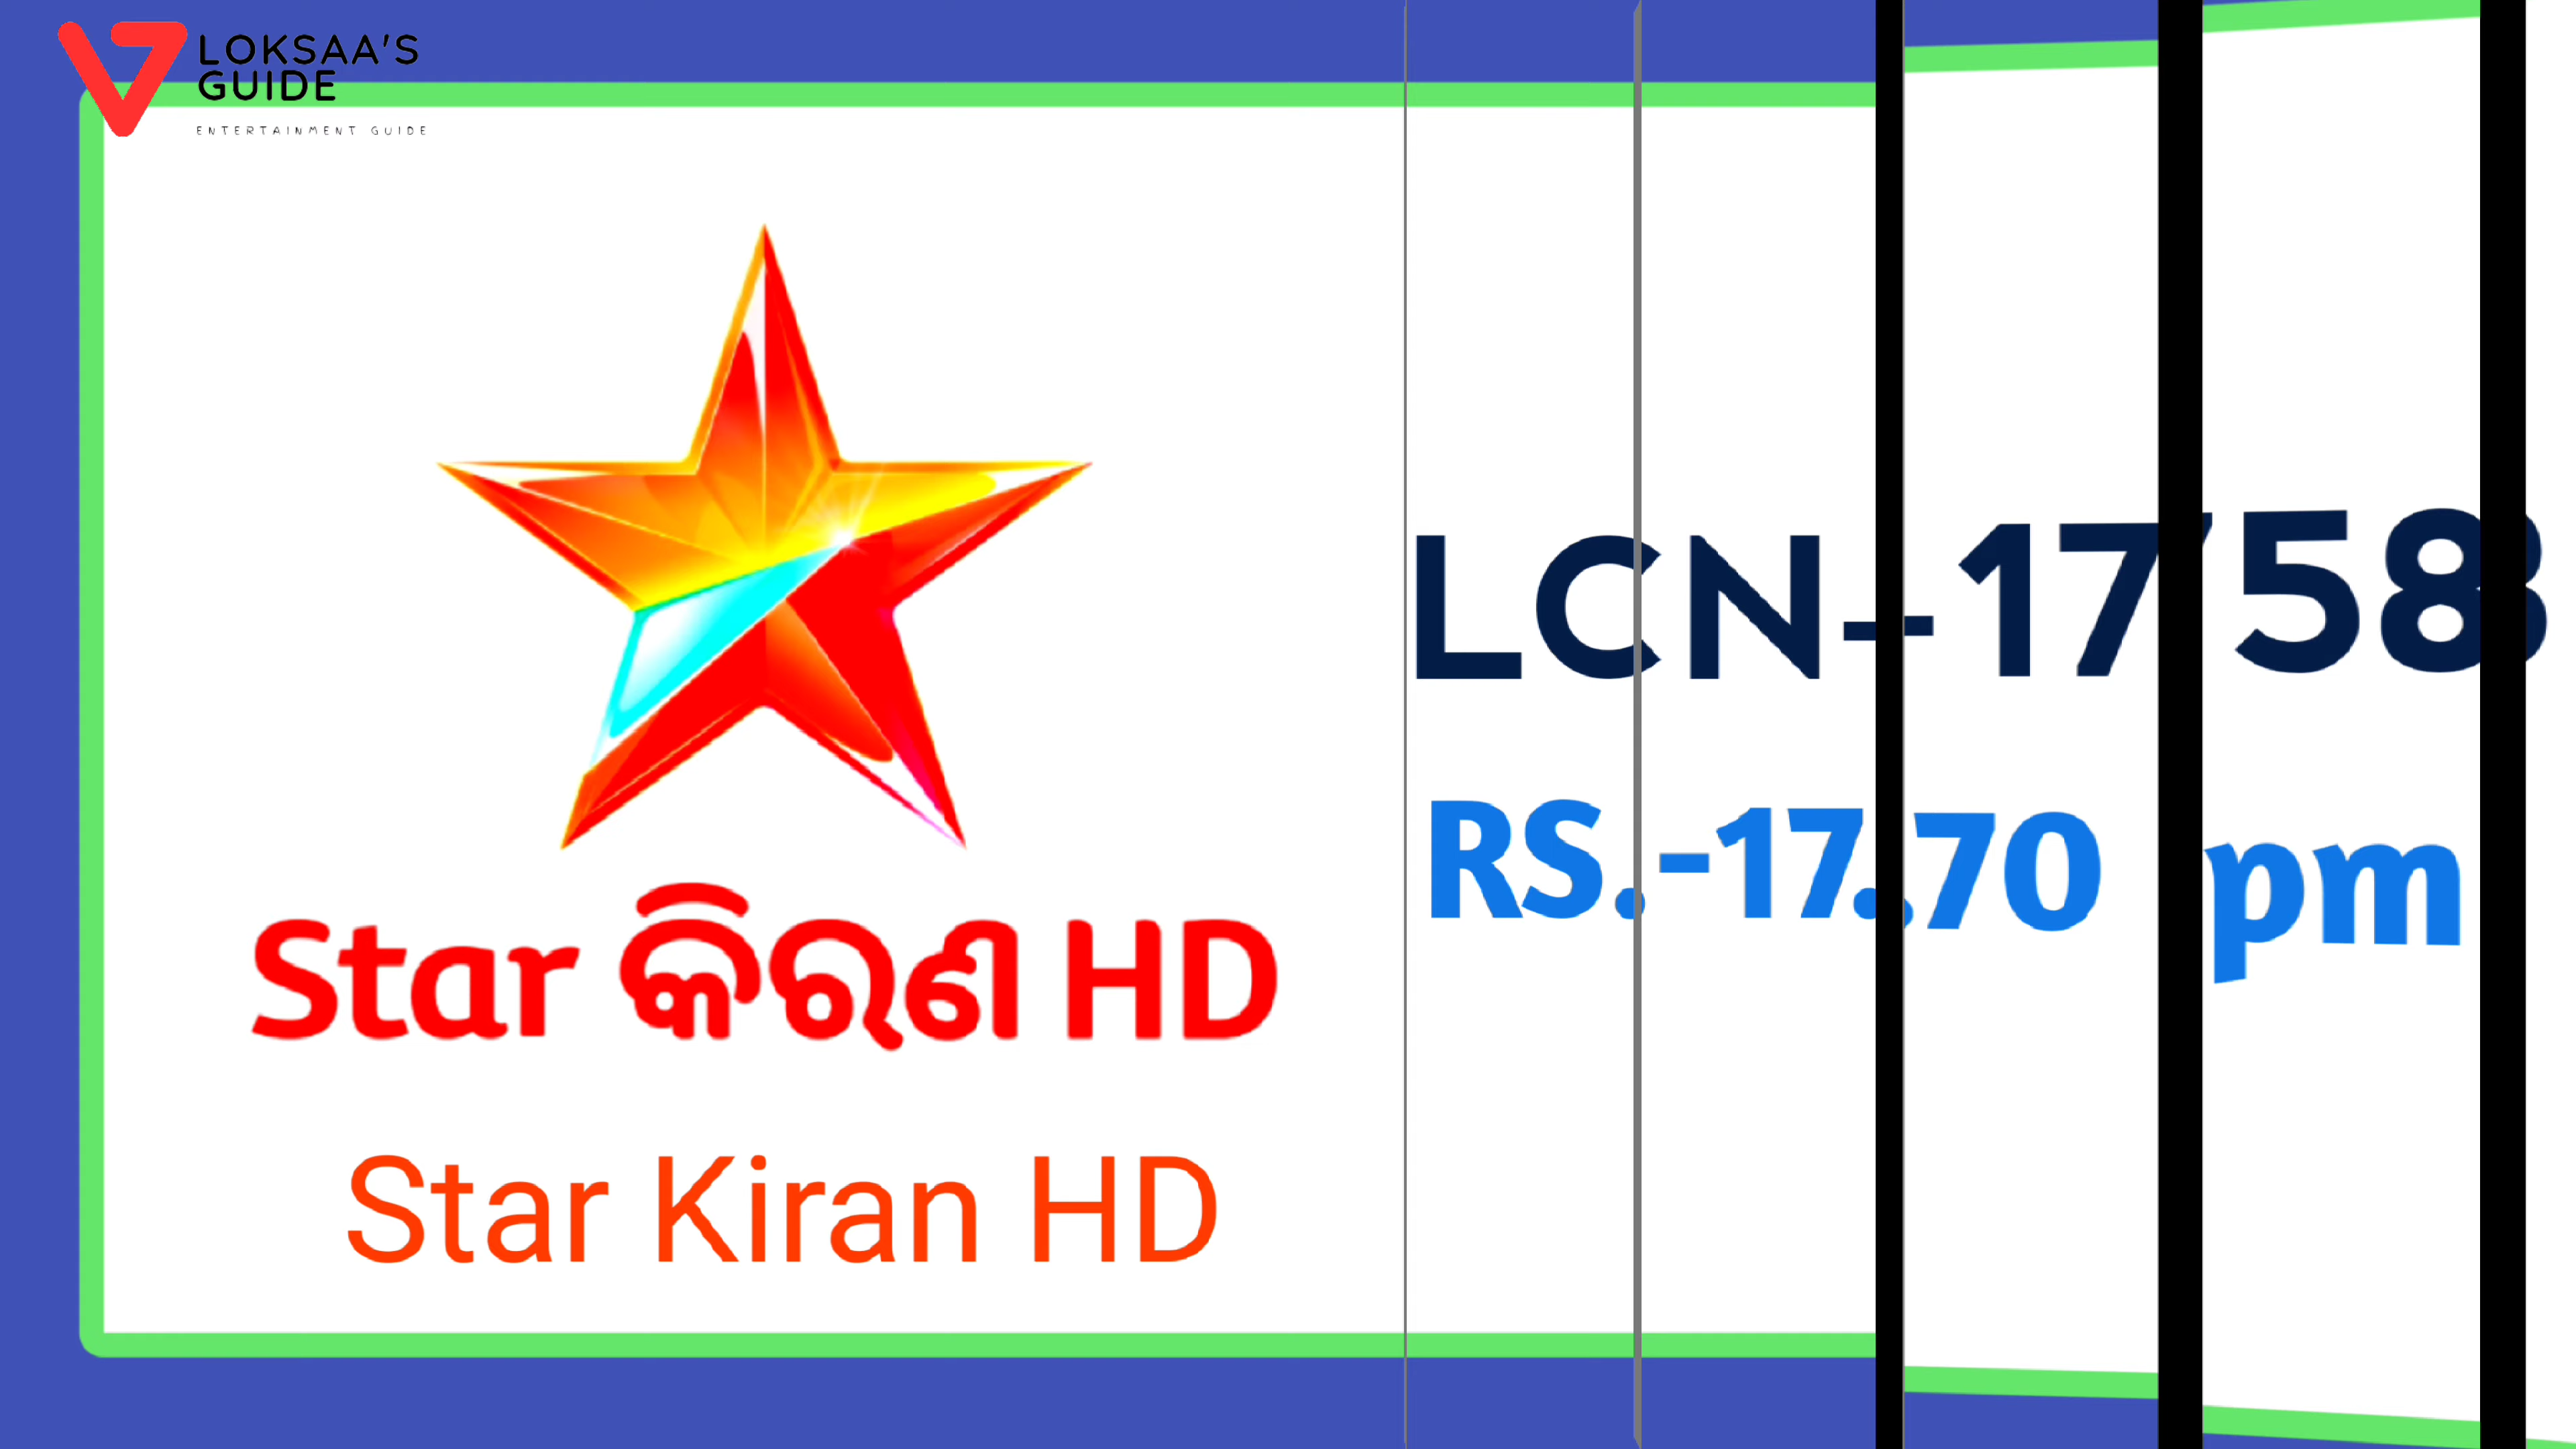 LOKSAA'S
GUIDE
ENTERTAINMENT GUIDE
LCN-1758
RS.-17.70 pm
Star କିରଣ HD
Star Kiran HD